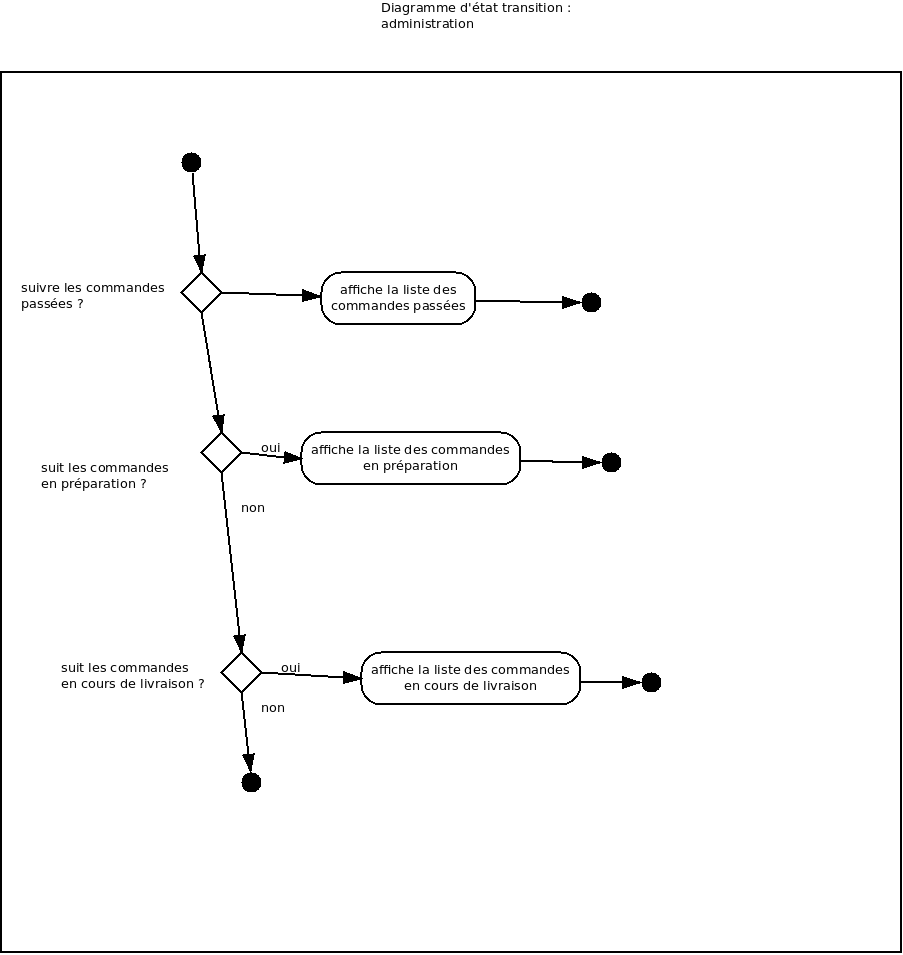 Diagramme d'état transition :
administration
suivre les commandes
passées ?
affiche la liste des
commandes passées
suit les commandes
en préparation ?
oui
affiche la liste des commandes
en préparation
non
suit les commandes
en cours de livraison ?
oui
affiche la liste des commandes
en cours de livraison
non